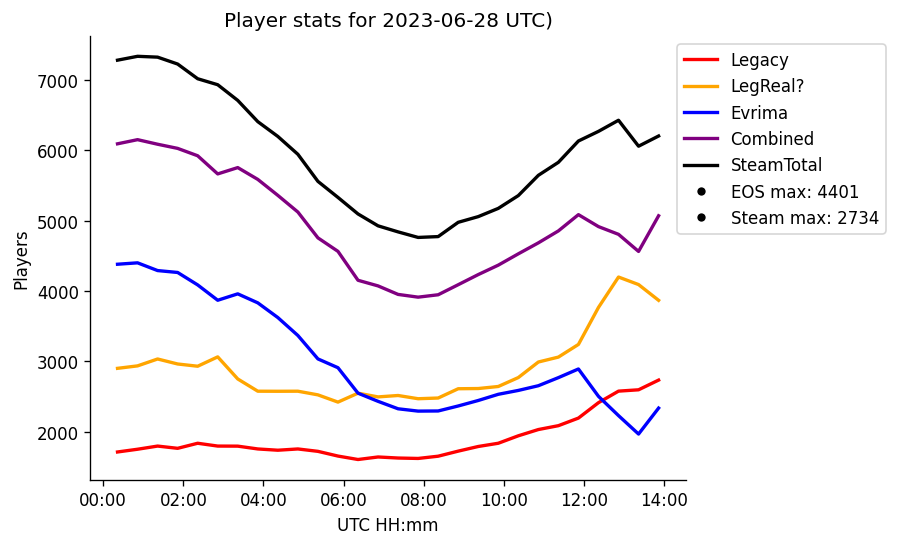 Player stats for 2023-06-28 UTC)
Legacy
LegReal?
Evrima
Combined
SteamTotal
EOS max: 4401
Steam max: 2734
Players
7000
6000
5000
4000
3000
2000
00:00 02:00 04:00 06:00 08:00 10:00 12:00 14:00
UTC HH:mm